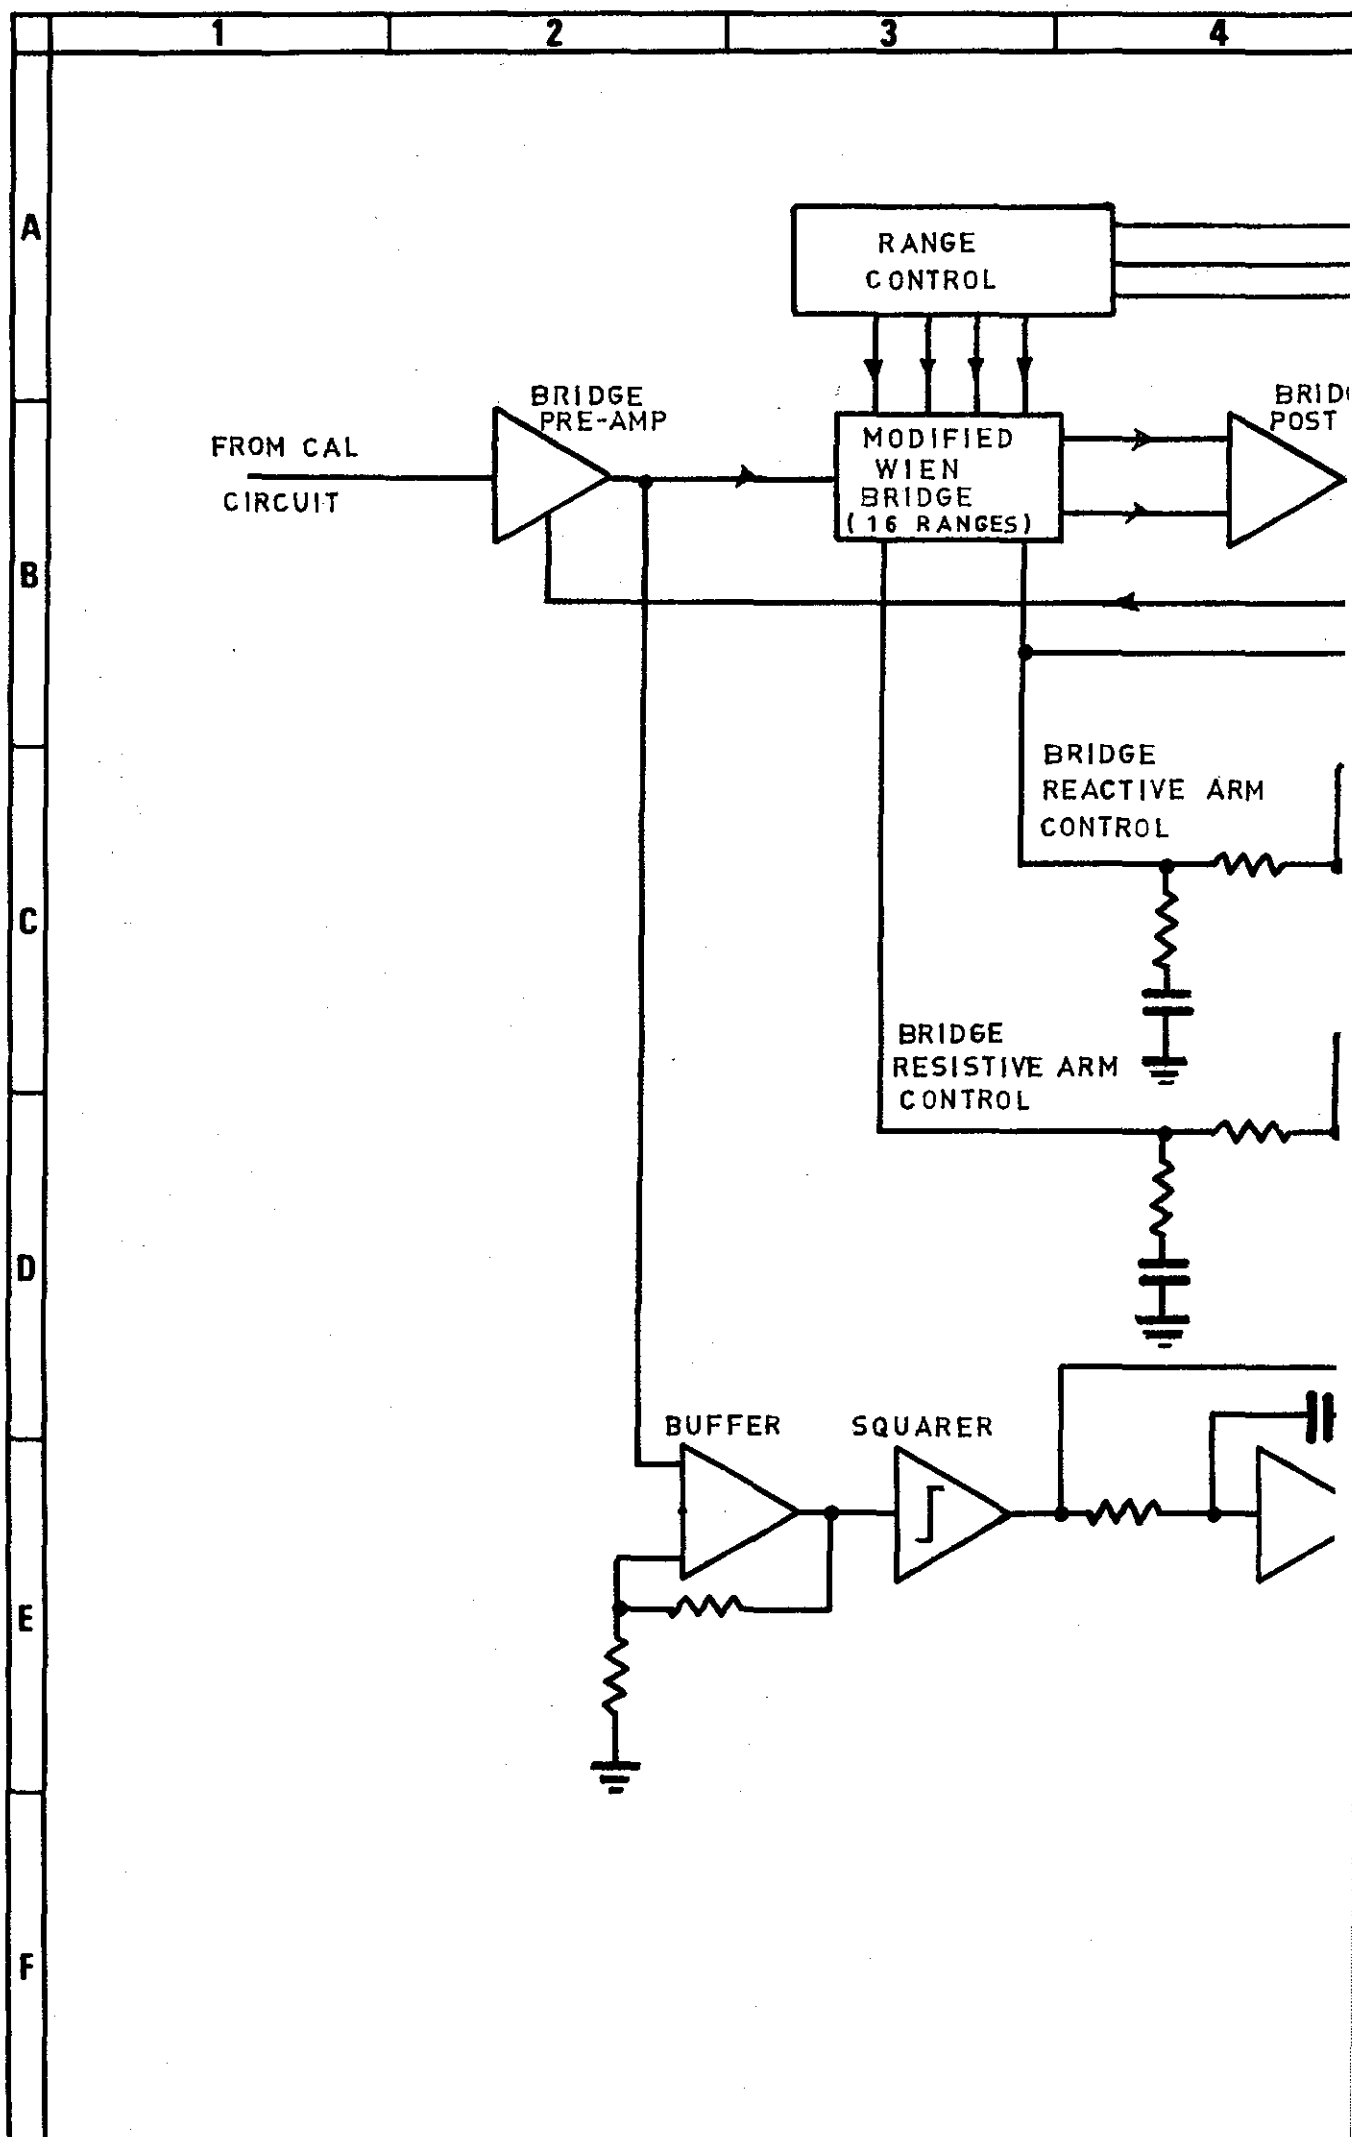 1 2 3 4
A
RANGE
CONTROL
BRIDGE
PRE-AMP
FROM CAL
CIRCUIT
MODIFIED
WIEN
BRIDGE
(16 RANGES)
POST
B
BRIDGE
REACTIVE ARM
CONTROL
C
BRIDGE
RESISTIVE ARM
CONTROL
D
BUFFER
SQUARER
E
F